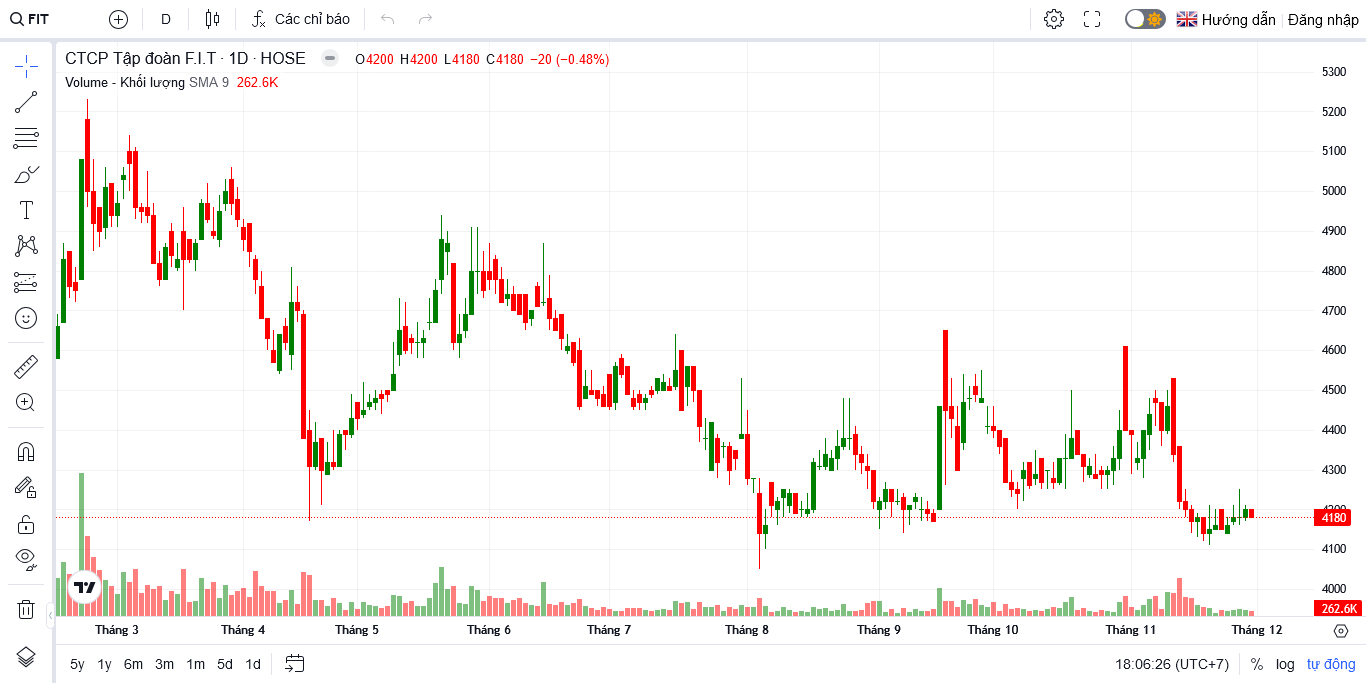 FIT
D
Các chỉ báo
Hướng dẫn
Đăng nhập
CTCP Tập đoàn F.I.T · 1D · HOSE
O4200 H4200 L4180 C4180 −20 (−0.48%)
Volume - Khối lượng SMA 9 262.6K
5300
5200
5100
5000
4900
4800
4700
4600
4500
4400
4300
4200
4180
4100
4000
262.6K
Tháng 3
Tháng 4
Tháng 5
Tháng 6
Tháng 7
Tháng 8
Tháng 9
Tháng 10
Tháng 11
Tháng 12
5y 1y 6m 3m 1m 5d 1d
18:06:26 (UTC+7)
%
log
tự động